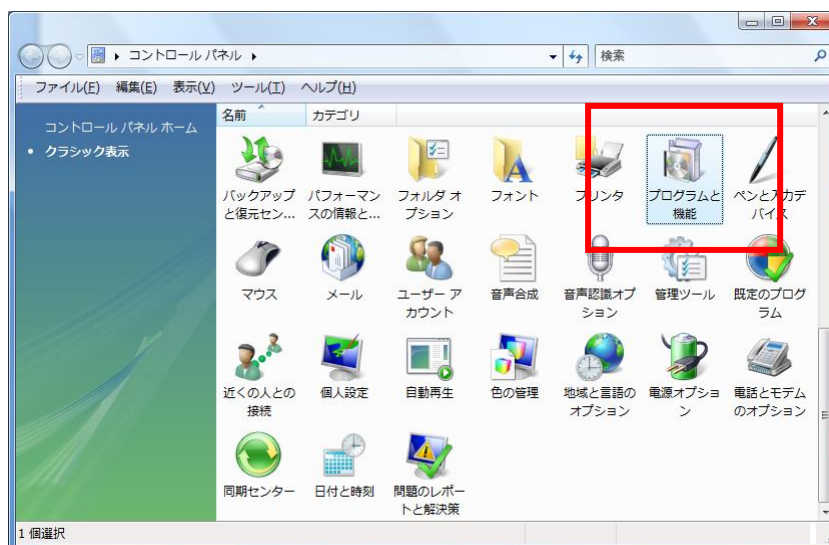 コントロール パネル
検索
ファイル(F) 編集(E) 表示(V) ツール(T) ヘルプ(H)
コントロール パネル ホーム
クラシック表示
名前 カテゴリ
バックアップ パフォーマン フォルダ オ フォント プリンタ プログラムと ペンと入力デ
と復元セン... スの情報と... プション 機能 バイス
マウス メール ユーザー ア 音声合成 音声認識オプ 管理ツール 既定のプログ
カウント ション ラム
近くの人との 個人設定 自動再生 色の管理 地域と言語の 電源オプショ 電話とモデム
接続 オプション ン のオプション
同期センター 日付と時刻 問題のレポー
トと解決策
1 個選択